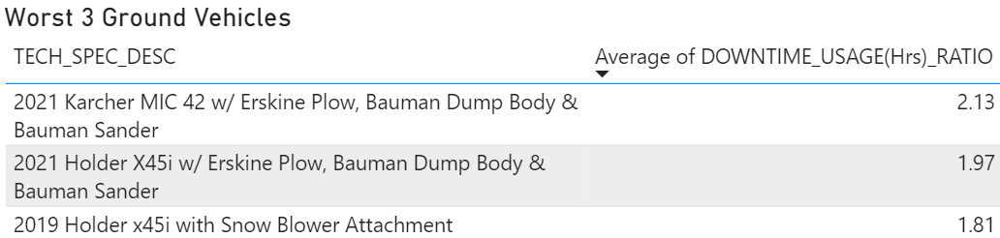 Worst 3 Ground Vehicles
TECH_SPEC_DESC Average of DOWNTIME_USAGE(Hrs)_RATIO
2021 Karcher MIC 42 w/ Erskine Plow, Bauman Dump Body & 2.13
Bauman Sander
2021 Holder X45i w/ Erskine Plow, Bauman Dump Body & 1.97
Bauman Sander
2019 Holder x45i with Snow Blower Attachment 1.81